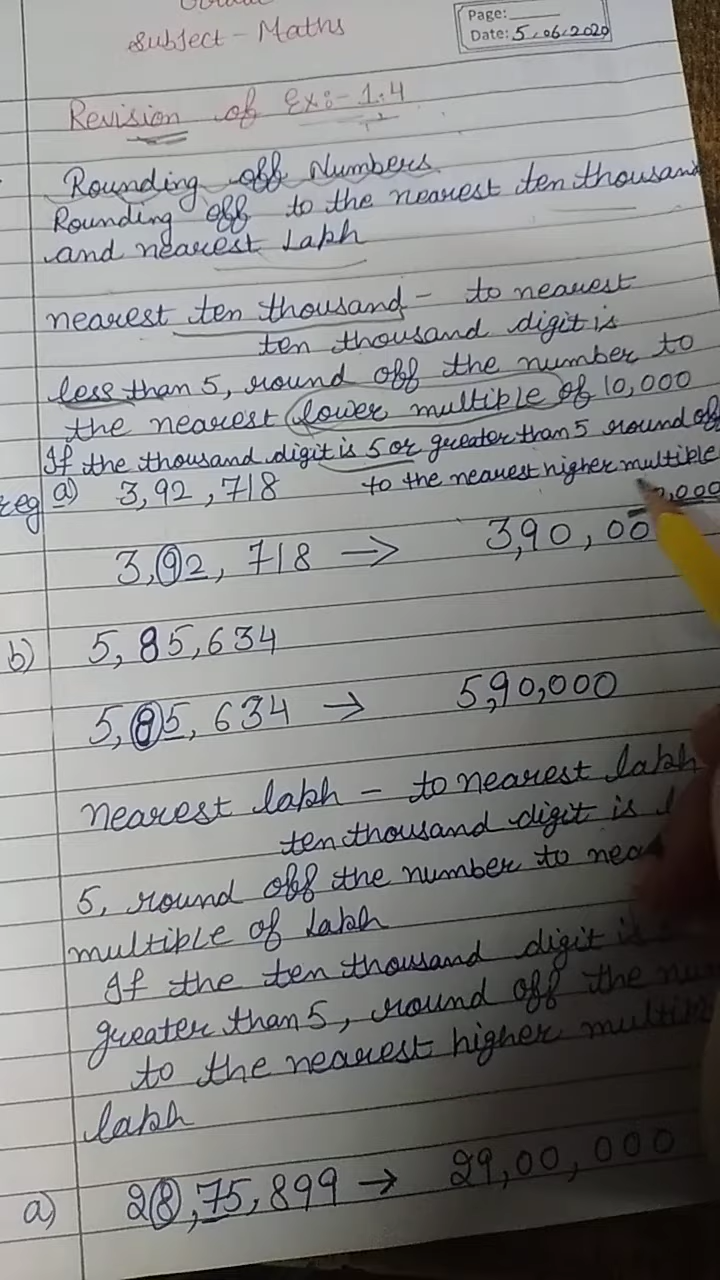 Subject - Maths
Page:
Date: 5.06.2020
Revision of Ex:- 1.4
Rounding off Numbers
Rounding off to the nearest ten thousand
and nearest Lakh
nearest ten thousand - to nearest
ten thousand digit is
less than 5, round off the number to
the nearest lower multiple of 10,000
If the thousand digit is 5 or greater than 5 round of
to the nearest higher multiple
,000
eg a) 3,92,718
3,92,718 → 3,90,00
b) 5,85,634
5,85,634 → 5,90,000
nearest lakh - to nearest lakh
ten thousand digit is
5, round off the number to
multiple of lakh
If the ten thousand digit is
greater than 5, round off the
to the nearest higher
lakh
a) 28,75,899 → 29,00,000